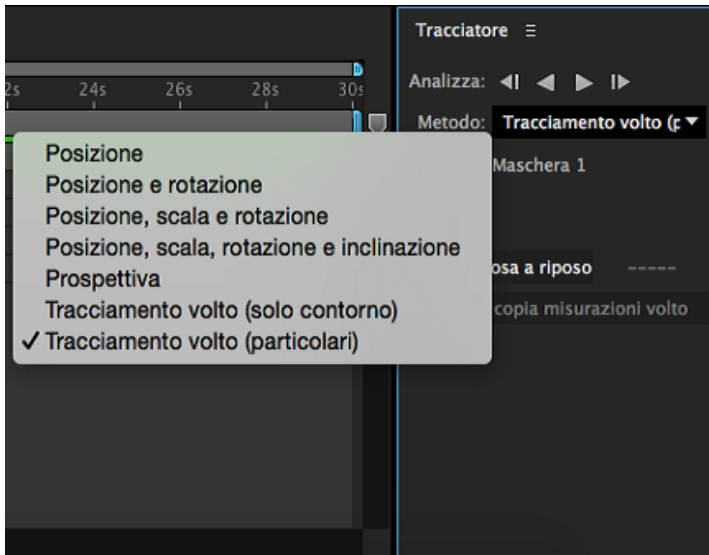 Tracciatore
Analizza:
2s 24s 26s 28s 30s
Metodo: Tracciamento volto (p
Maschera 1
Posizione
Posizione e rotazione
Posizione, scala e rotazione
Posizione, scala, rotazione e inclinazione
Prospettiva
Tracciamento volto (solo contorno)
✓ Tracciamento volto (particolari)
osa a riposo -----
copia misurazioni volto